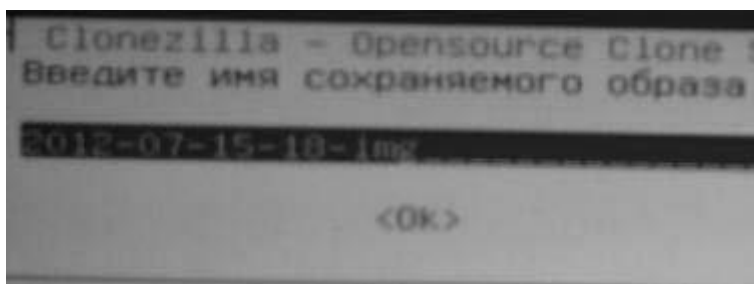 Clonezilla - Opensource Clone
Введите имя сохраняемого образа
2012-07-15-18-img
<Ok>